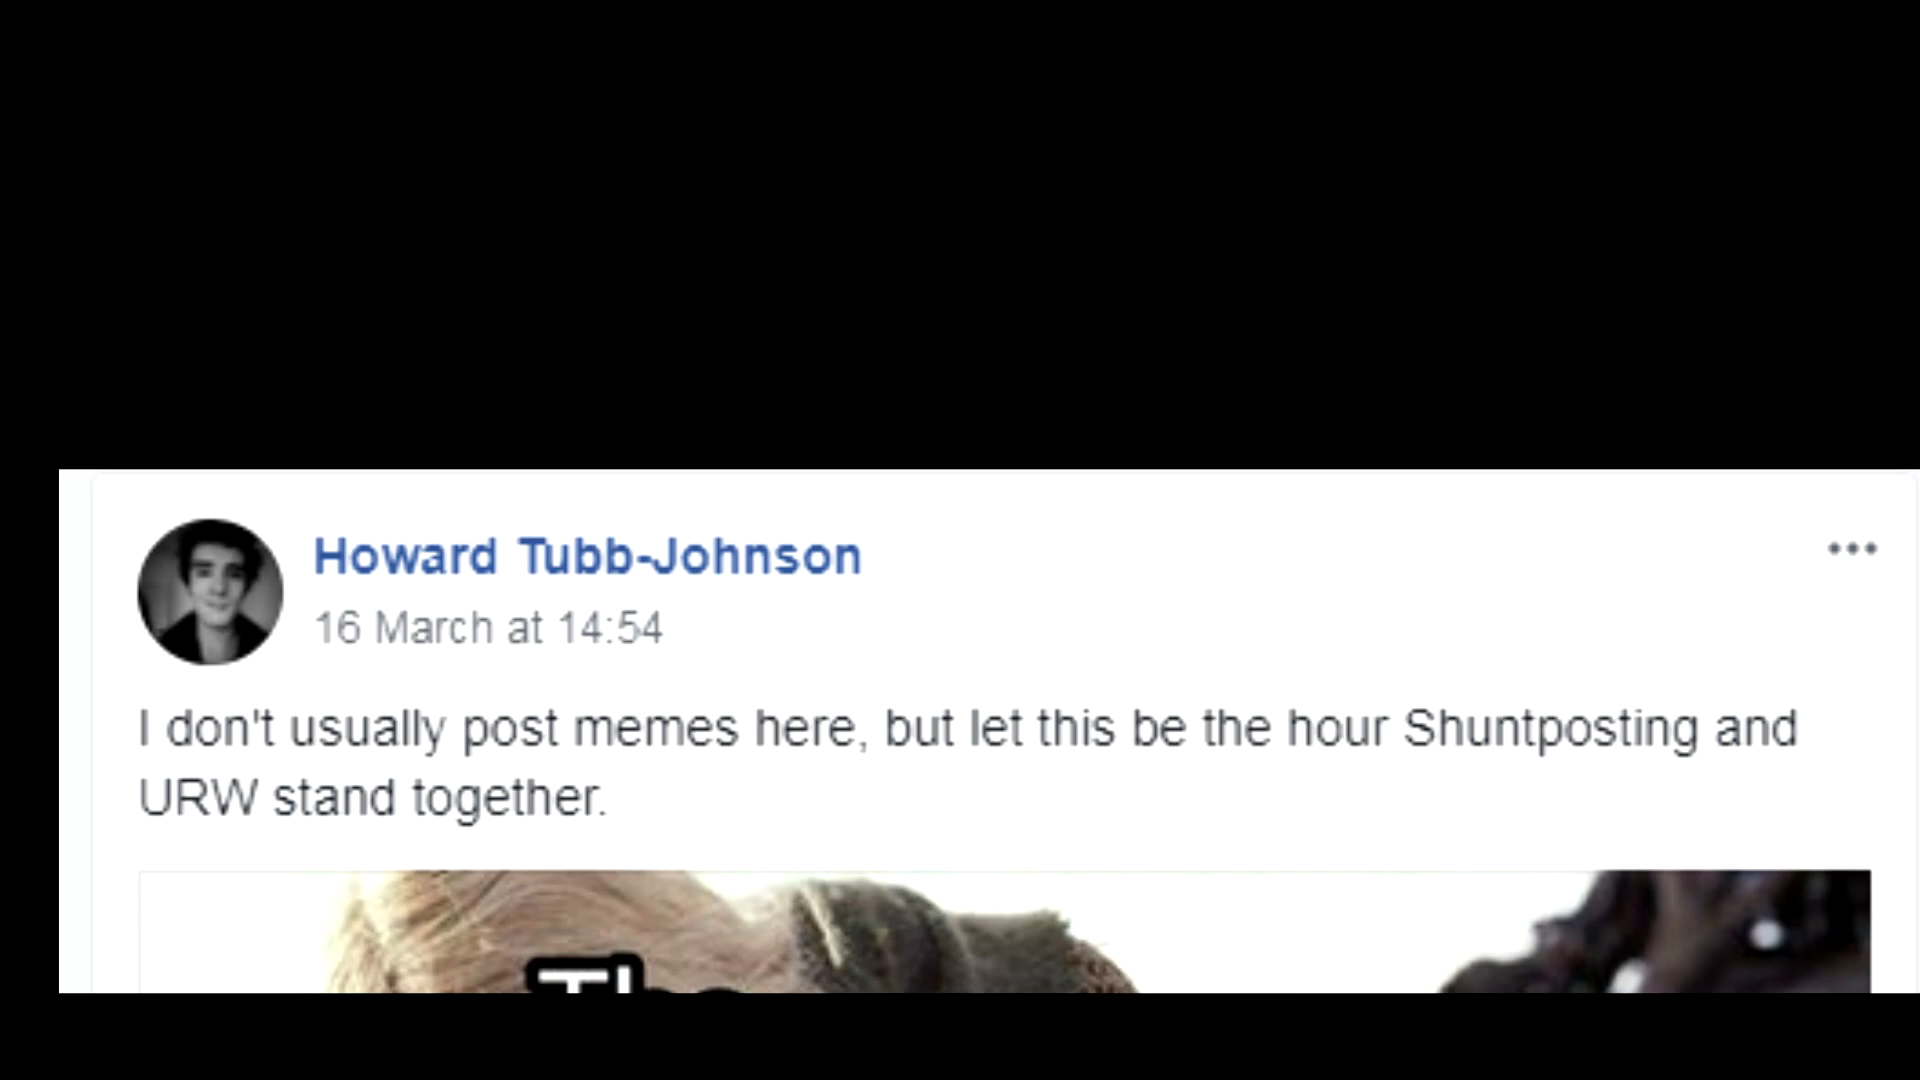 Howard Tubb-Johnson
16 March at 14:54
I don't usually post memes here, but let this be the hour Shuntposting and
URW stand together.